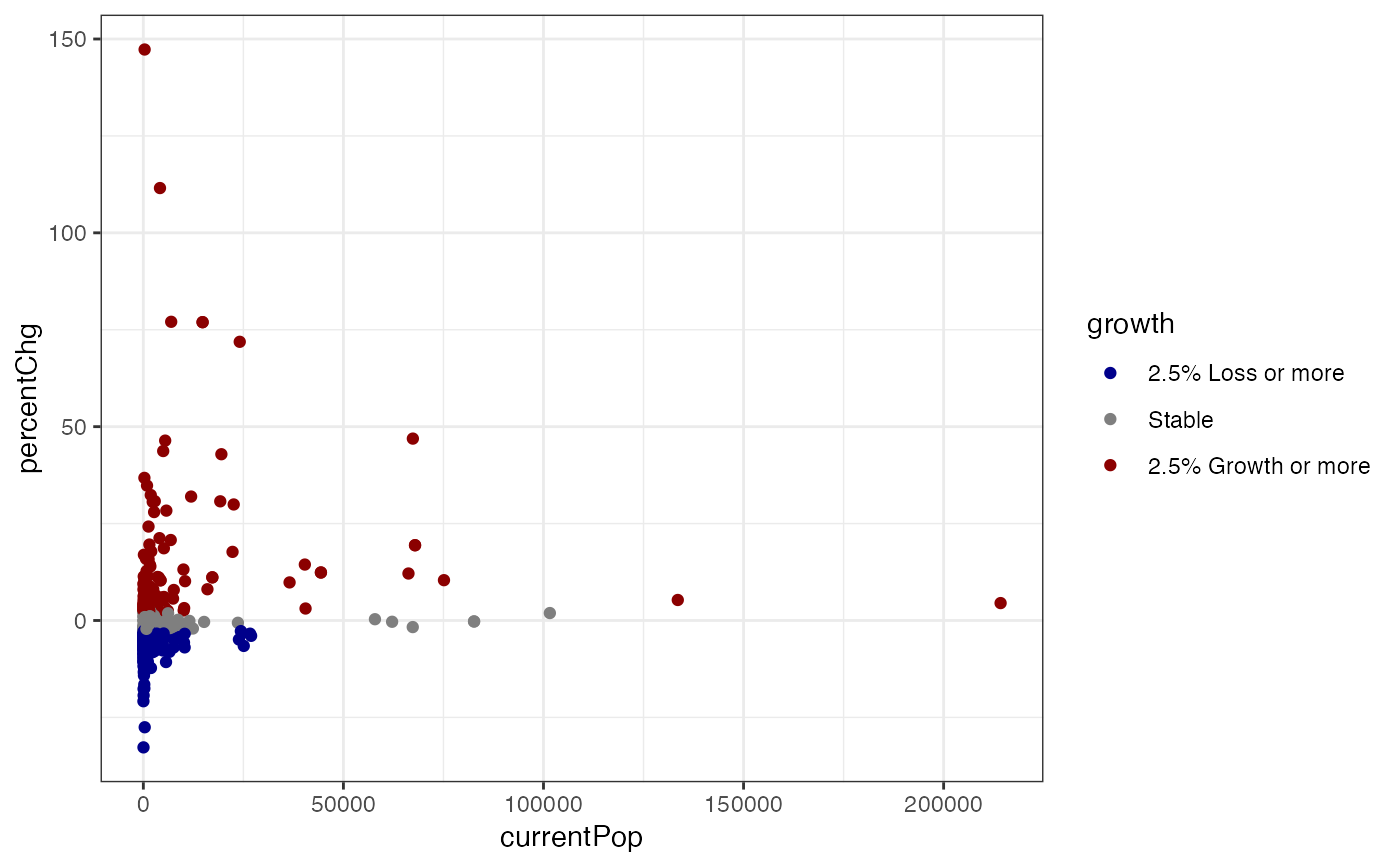 150
100
50
0
percentChg
0
50000
100000
150000
200000
currentPop
growth
2.5% Loss or more
Stable
2.5% Growth or more